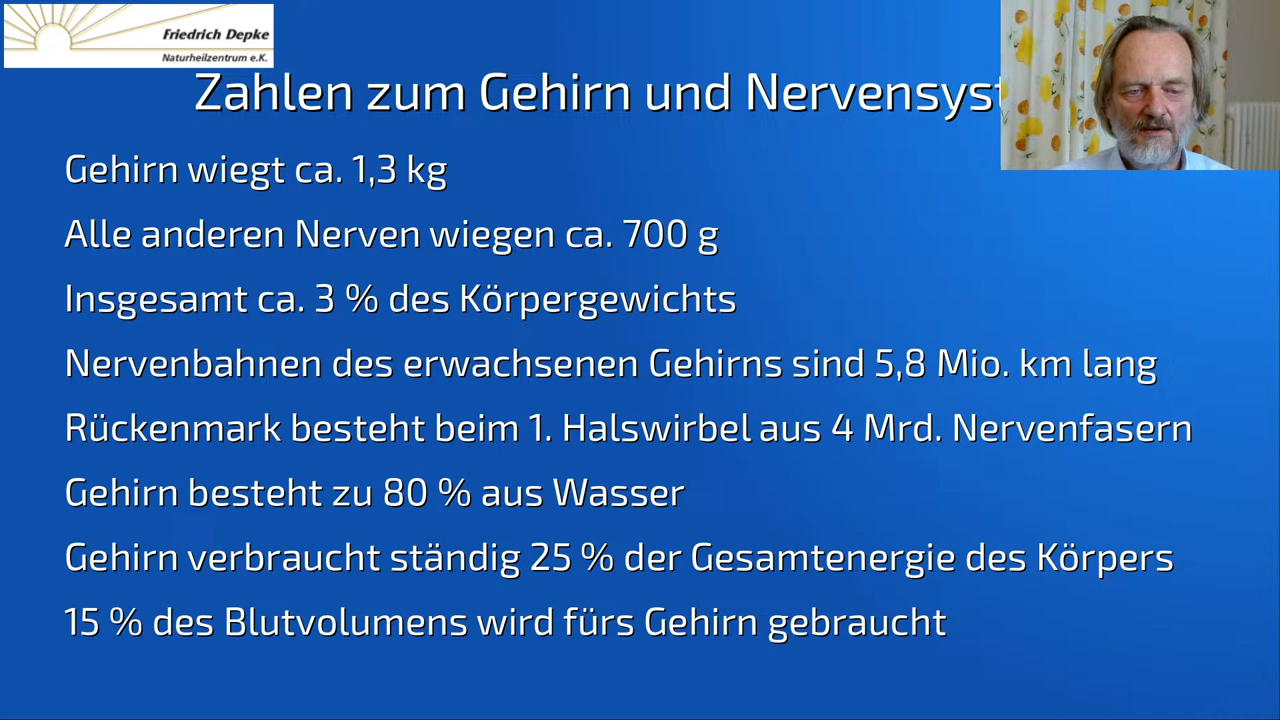 Friedrich Depke
Naturheilzentrum e.K.
Zahlen zum Gehirn und Nervensyst
Gehirn wiegt ca. 1,3 kg
Alle anderen Nerven wiegen ca. 700 g
Insgesamt ca. 3 % des Körpergewichts
Nervenbahnen des erwachsenen Gehirns sind 5,8 Mio. km lang
Rückenmark besteht beim 1. Halswirbel aus 4 Mrd. Nervenfasern
Gehirn besteht zu 80 % aus Wasser
Gehirn verbraucht ständig 25 % der Gesamtenergie des Körpers
15 % des Blutvolumens wird fürs Gehirn gebraucht